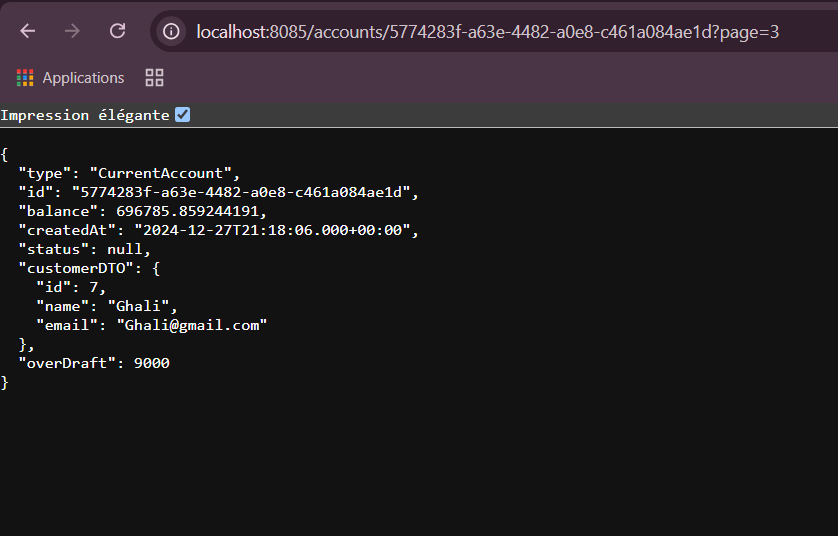 localhost:8085/accounts/5774283f-a63e-4482-a0e8-c461a084ae1d?page=3
Applications
Impression élégante
{
  "type": "CurrentAccount",
  "id": "5774283f-a63e-4482-a0e8-c461a084ae1d",
  "balance": 696785.859244191,
  "createdAt": "2024-12-27T21:18:06.000+00:00",
  "status": null,
  "customerDTO": {
    "id": 7,
    "name": "Ghali",
    "email": "Ghali@gmail.com"
  },
  "overDraft": 9000
}